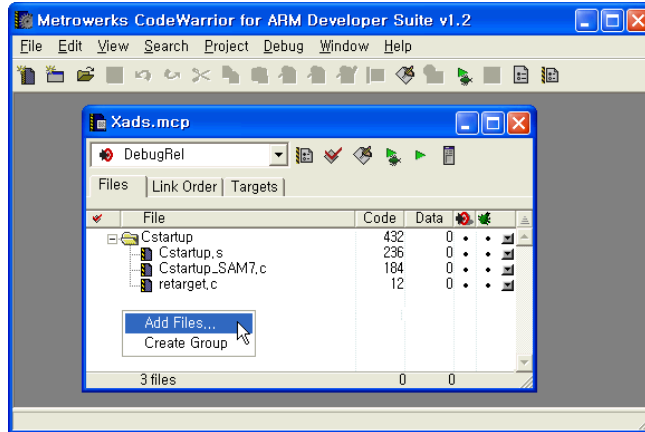 Metrowerks CodeWarrior for ARM Developer Suite v1.2
File Edit View Search Project Debug Window Help
Xads.mcp
DebugRel
Files Link Order Targets
File Code Data
Cstartup 432 0
Cstartup.s 236 0
Cstartup_SAM7.c 184 0
retarget.c 12 0
Add Files...
Create Group
3 files 0 0